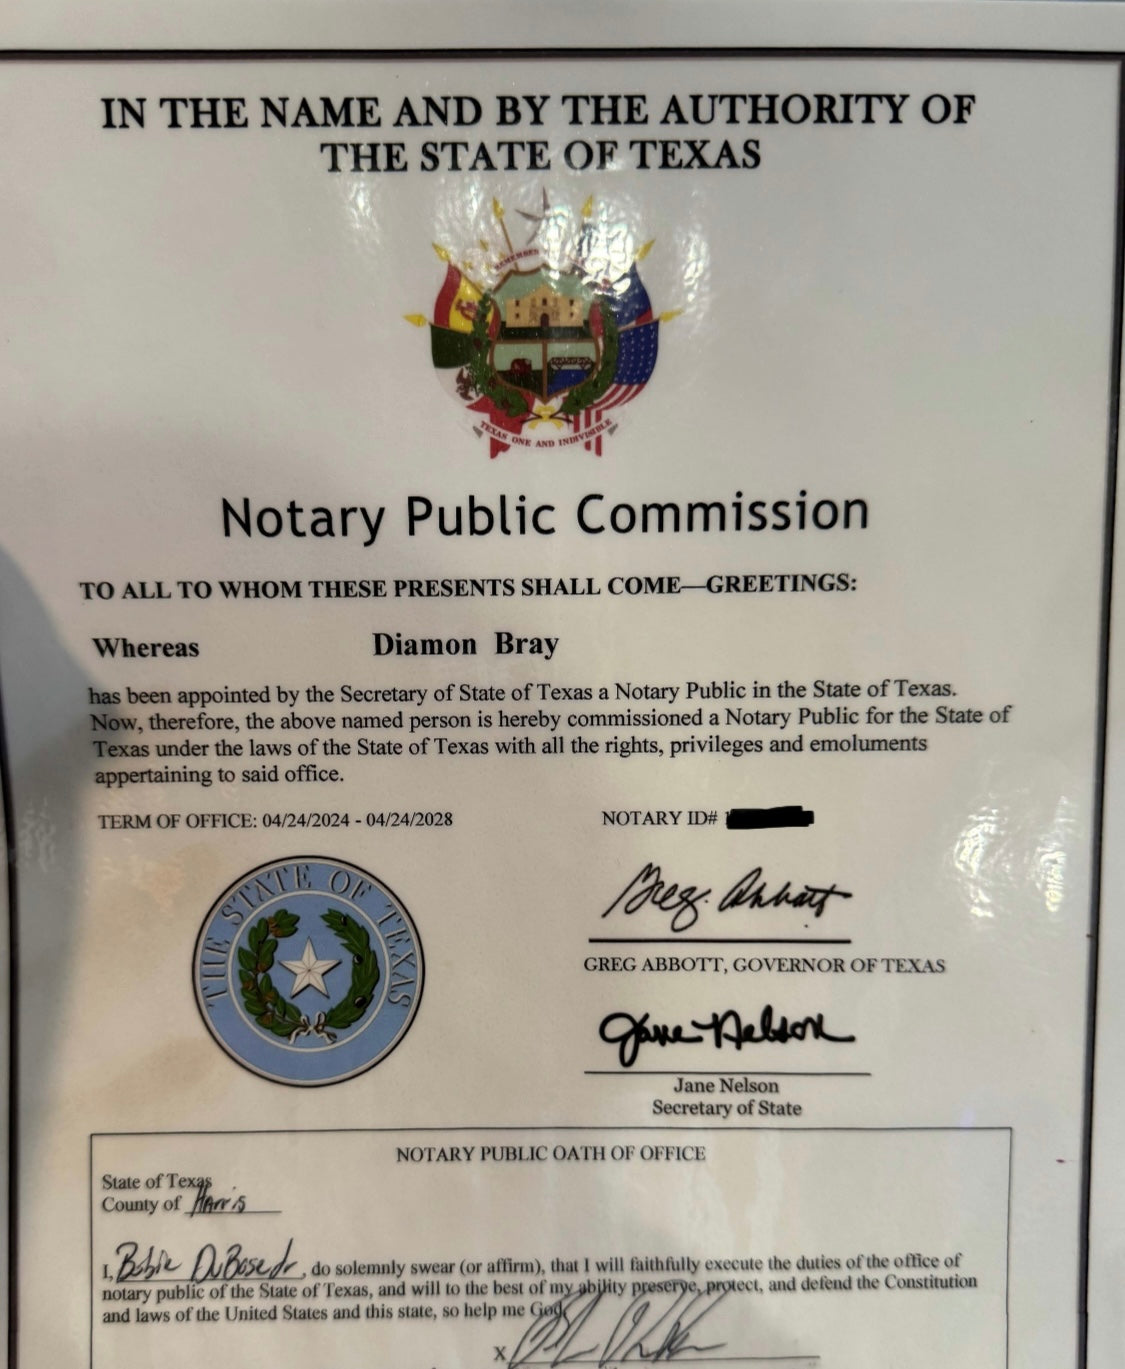 IN THE NAME AND BY THE AUTHORITY OF
THE STATE OF TEXAS
REMEMBER
TEXAS ONE AND INDIVISIBLE
Notary Public Commission
TO ALL TO WHOM THESE PRESENTS SHALL COME—GREETINGS:
Whereas Diamon Bray
has been appointed by the Secretary of State of Texas a Notary Public in the State of Texas.
Now, therefore, the above named person is hereby commissioned a Notary Public for the State of
Texas under the laws of the State of Texas with all the rights, privileges and emoluments
appertaining to said office.
TERM OF OFFICE: 04/24/2024 - 04/24/2028 NOTARY ID#
THE STATE OF TEXAS
Greg Abbott
GREG ABBOTT, GOVERNOR OF TEXAS
Jane Nelson
Jane Nelson
Secretary of State
NOTARY PUBLIC OATH OF OFFICE
State of Texas
County of Harris
I, Bobie DuBose Jr, do solemnly swear (or affirm), that I will faithfully execute the duties of the office of
notary public of the State of Texas, and will to the best of my ability preserve, protect, and defend the Constitution
and laws of the United States and this state, so help me God.
X